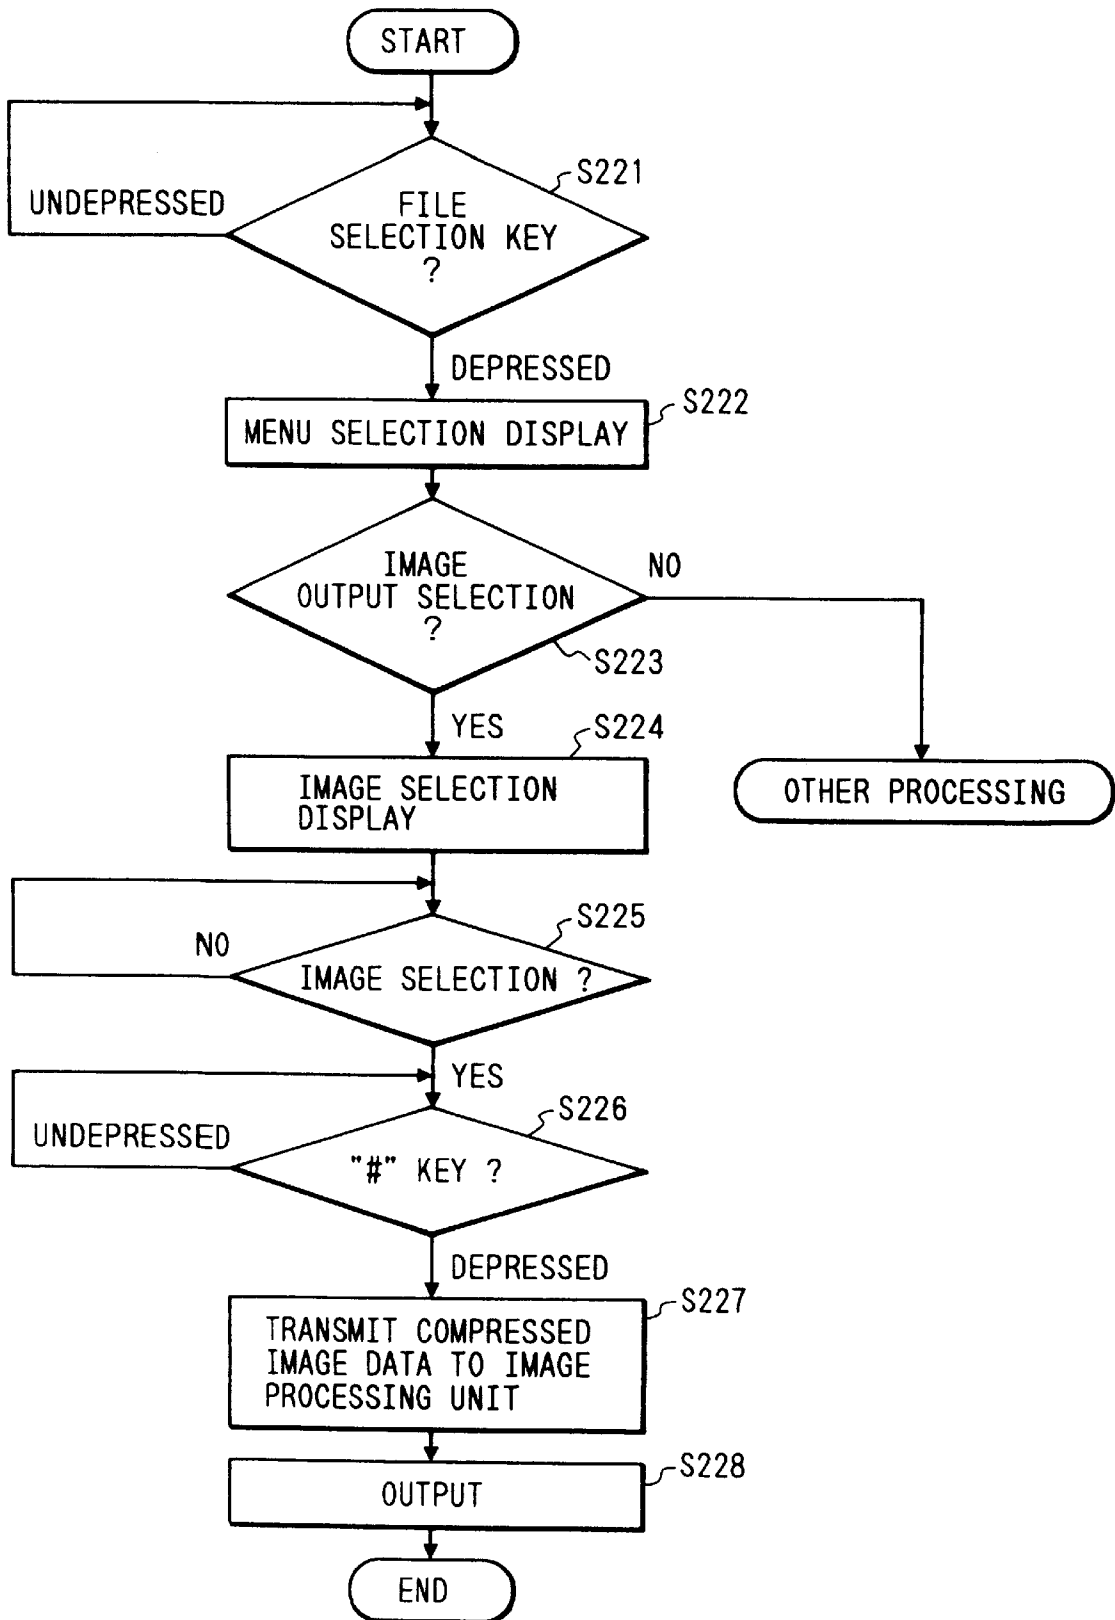 START
S221
UNDEPRESSED
FILE
SELECTION KEY
?
DEPRESSED
S222
MENU SELECTION DISPLAY
IMAGE
OUTPUT SELECTION
?
NO
S223
YES
S224
IMAGE SELECTION
DISPLAY
OTHER PROCESSING
S225
NO
IMAGE SELECTION ?
YES
S226
UNDEPRESSED
"#" KEY ?
DEPRESSED
S227
TRANSMIT COMPRESSED
IMAGE DATA TO IMAGE
PROCESSING UNIT
S228
OUTPUT
END